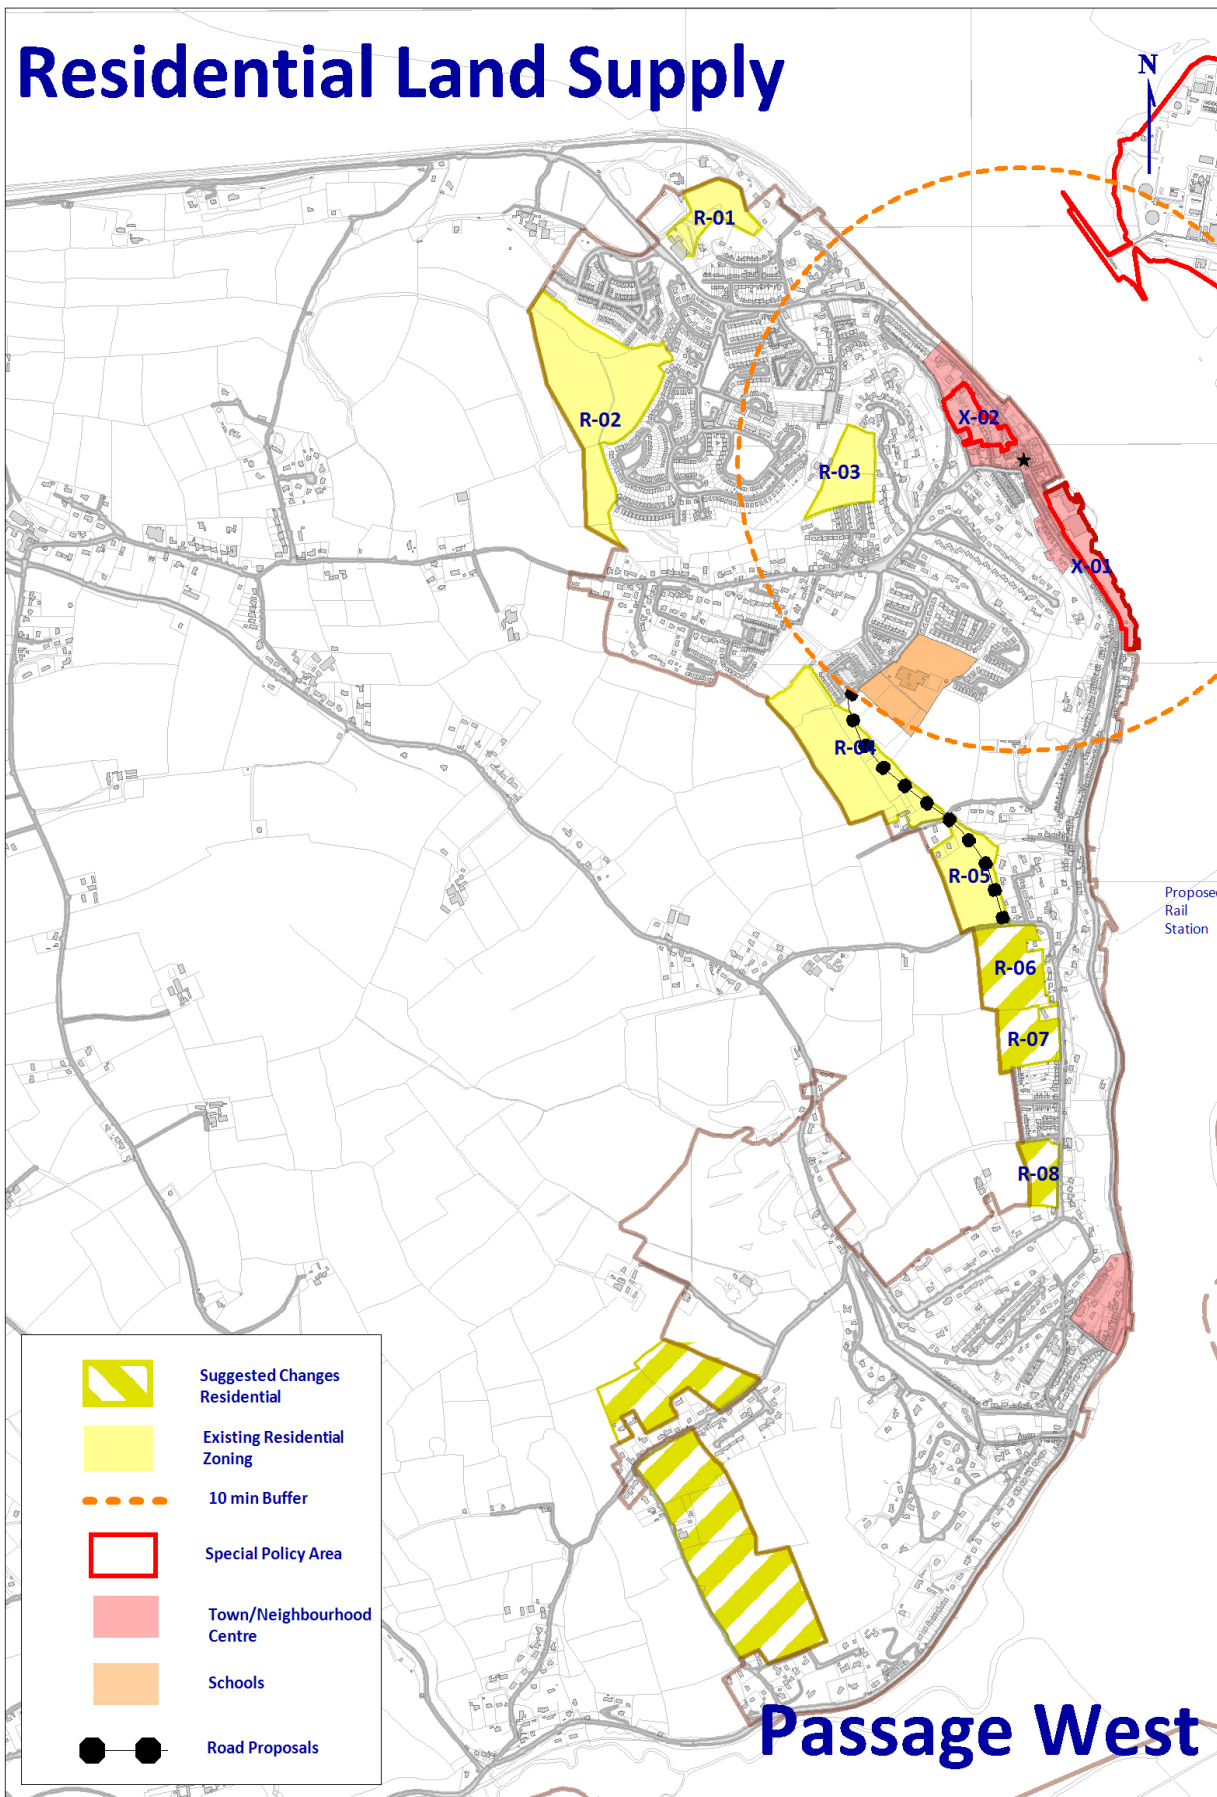 Residential Land Supply
N
R-01
R-02
X-02
R-03
X-01
R-04
R-05
Proposed
Rail
Station
R-06
R-07
R-08
Suggested Changes
Residential
Existing Residential
Zoning
10 min Buffer
Special Policy Area
Town/Neighbourhood
Centre
Schools
Road Proposals
Passage West